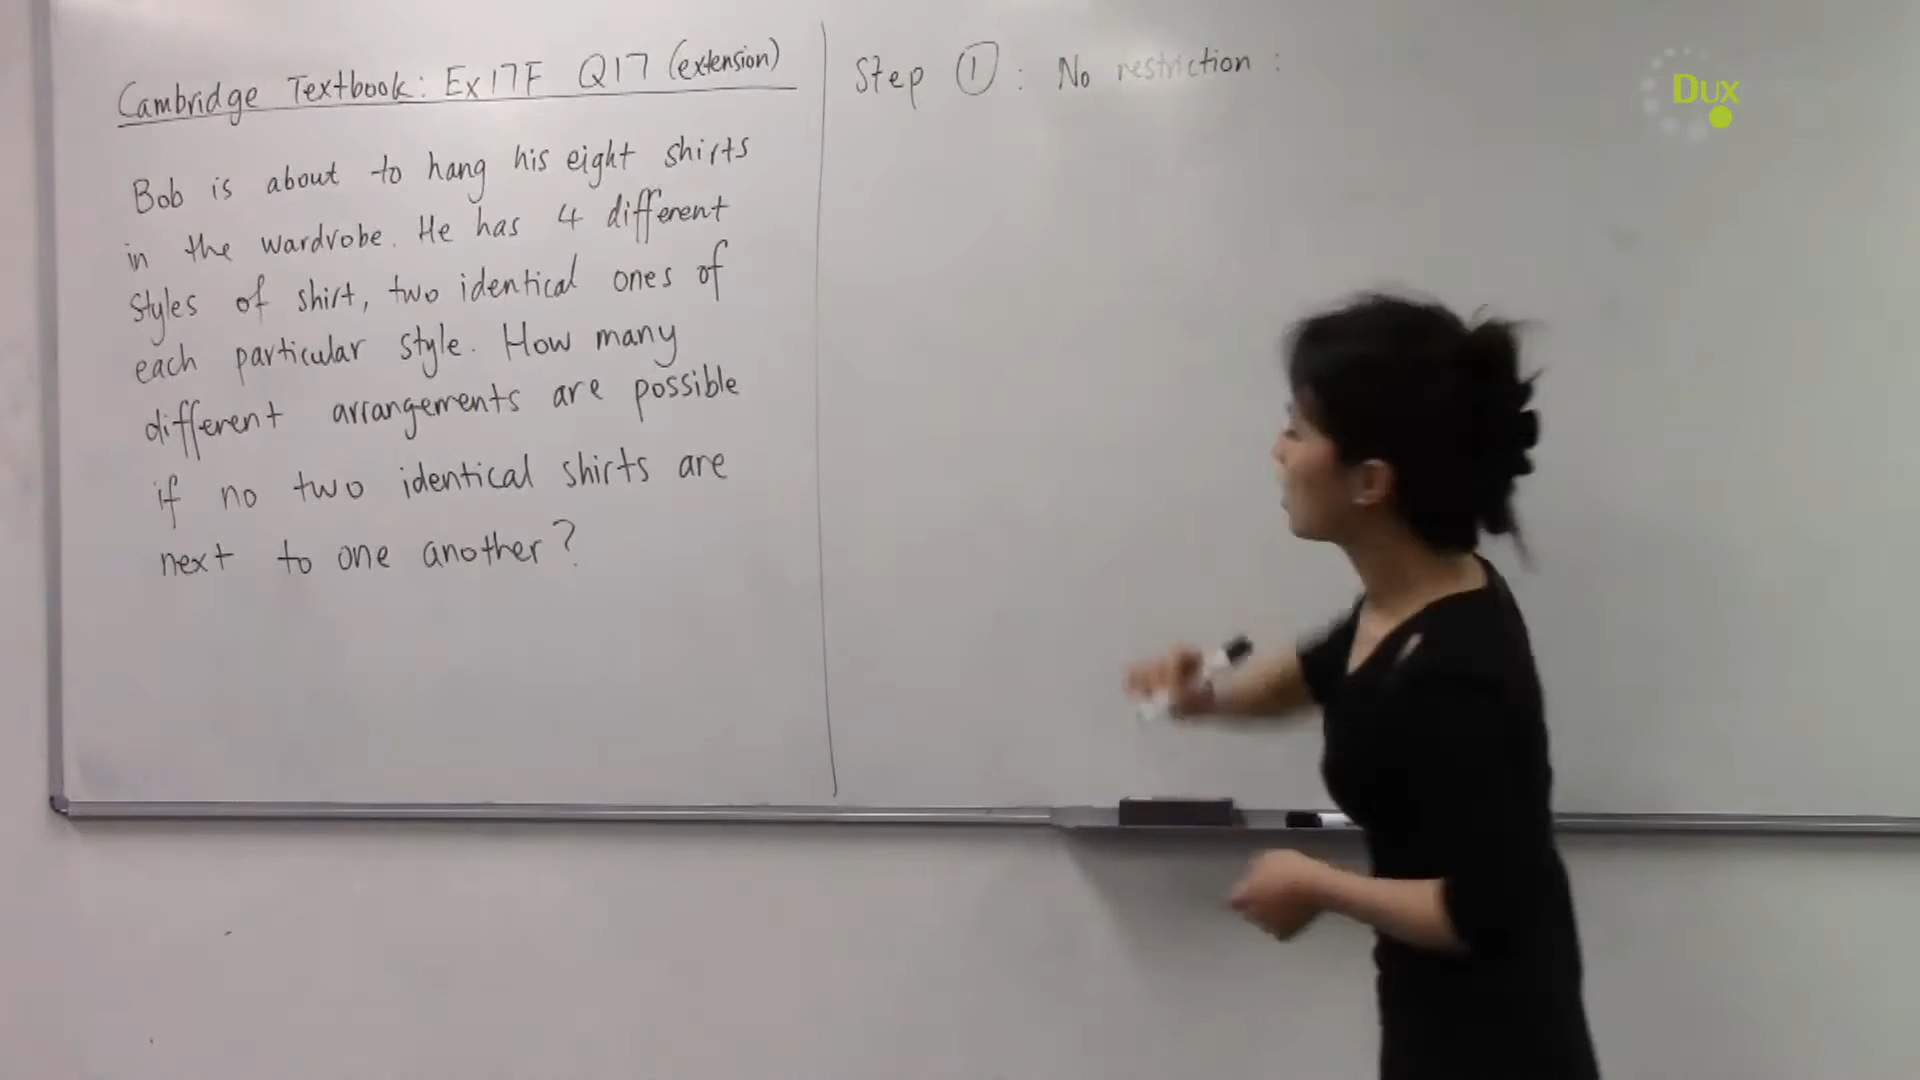 Cambridge Textbook: Ex 17F Q17 (extension)
Bob is about to hang his eight shirts
in the wardrobe. He has 4 different
styles of shirt, two identical ones of
each particular style. How many
different arrangements are possible
if no two identical shirts are
next to one another?
Step ①: No restriction:
Dux